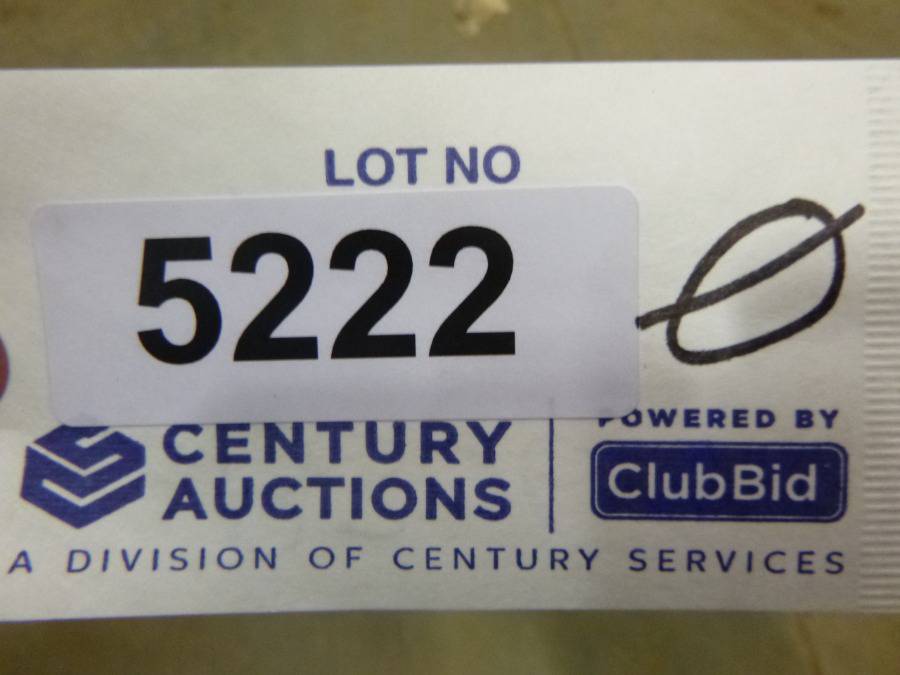 LOT NO
5222 Ø
CENTURY
AUCTIONS
POWERED BY
ClubBid
A DIVISION OF CENTURY SERVICES